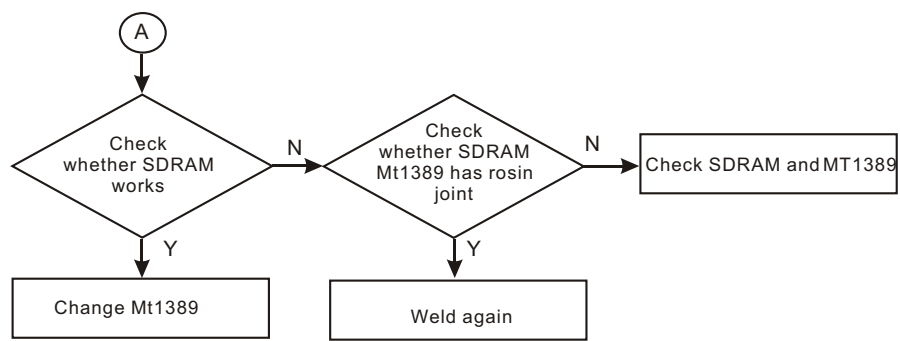 A
Check
whether SDRAM
works
N
Check
whether SDRAM
Mt1389 has rosin
joint
N
Check SDRAM and MT1389
Y
Change Mt1389
Y
Weld again